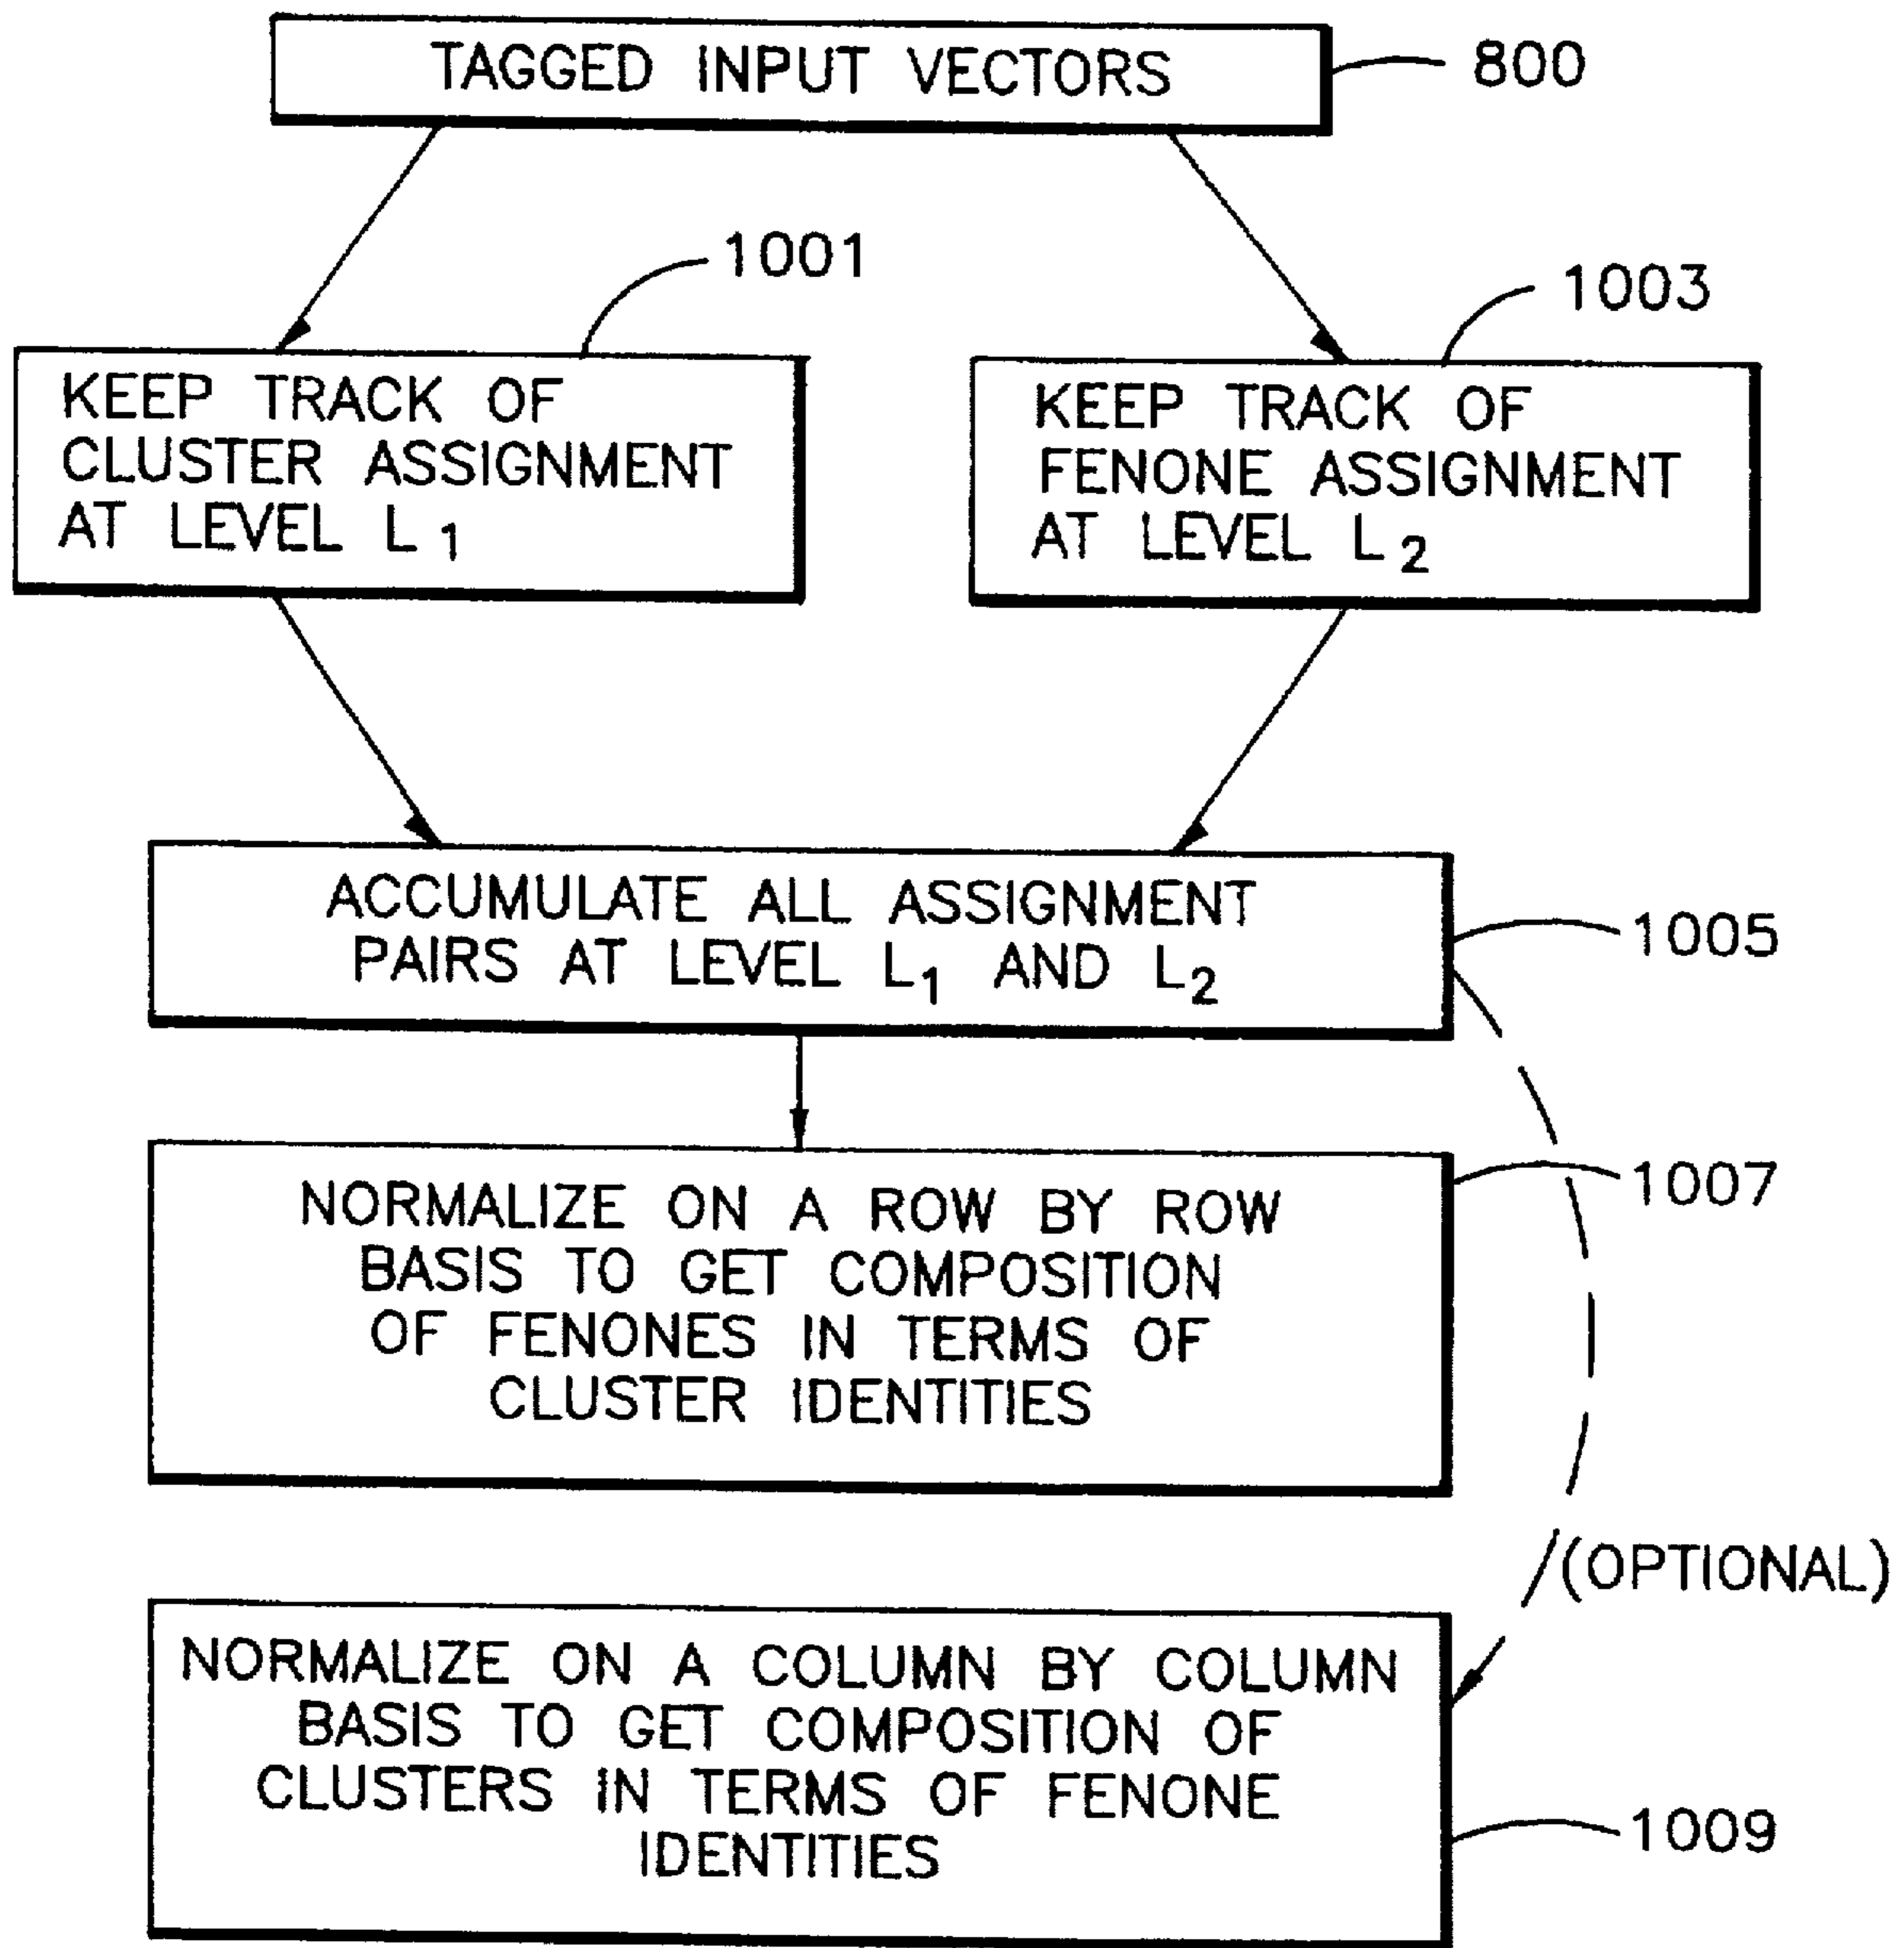 TAGGED INPUT VECTORS
800
1001
1003
KEEP TRACK OF
CLUSTER ASSIGNMENT
AT LEVEL L1
KEEP TRACK OF
FENONE ASSIGNMENT
AT LEVEL L2
ACCUMULATE ALL ASSIGNMENT
PAIRS AT LEVEL L1 AND L2
1005
NORMALIZE ON A ROW BY ROW
BASIS TO GET COMPOSITION
OF FENONES IN TERMS OF
CLUSTER IDENTITIES
1007
(OPTIONAL)
NORMALIZE ON A COLUMN BY COLUMN
BASIS TO GET COMPOSITION OF
CLUSTERS IN TERMS OF FENONE
IDENTITIES
1009